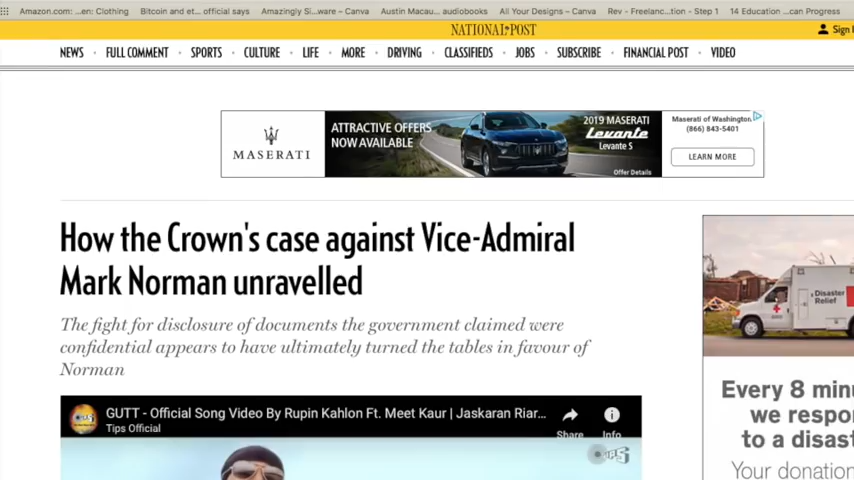 Amazon.com: ...en: Clothing Bitcoin and et... official says Amazingly Si...ware – Canva Austin Macau... audiobooks All Your Designs – Canva Rev - Freelanc...tion - Step 1 14 Education ...can Progress
NATIONAL POST
Sign
NEWS • FULL COMMENT • SPORTS • CULTURE • LIFE • MORE • DRIVING • CLASSIFIEDS • JOBS • SUBSCRIBE • FINANCIAL POST • VIDEO
MASERATI
ATTRACTIVE OFFERS
NOW AVAILABLE
2019 MASERATI
Levante
Levante S
Offer Details
Maserati of Washington
(866) 843-5401
LEARN MORE
How the Crown's case against Vice-Admiral
Mark Norman unravelled
The fight for disclosure of documents the government claimed were
confidential appears to have ultimately turned the tables in favour of
Norman
GUTT - Official Song Video By Rupin Kahlon Ft. Meet Kaur | Jaskaran Riar...
Tips Official
Share
Info
TIPS
Disaster
Relief
Every 8 minu
we respo
to a disast
Your donation